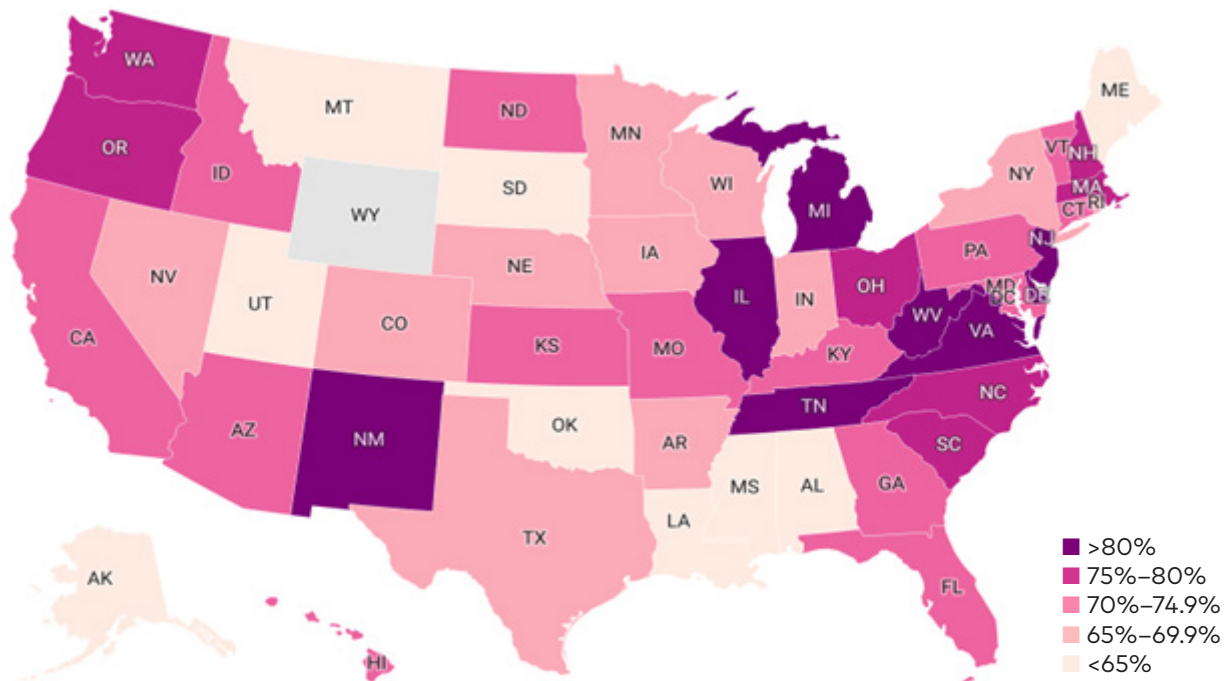 WA
MT
ND
MN
ME
OR
ID
SD
WI
MI
NY
VT
NH
MA
CT
RI
WY
NV
UT
CO
NE
IA
IL
IN
OH
PA
NJ
MD
DC
DE
WV
VA
CA
KS
MO
KY
AZ
NM
OK
AR
TN
NC
SC
TX
LA
MS
AL
GA
FL
AK
HI
>80%
75%–80%
70%–74.9%
65%–69.9%
<65%